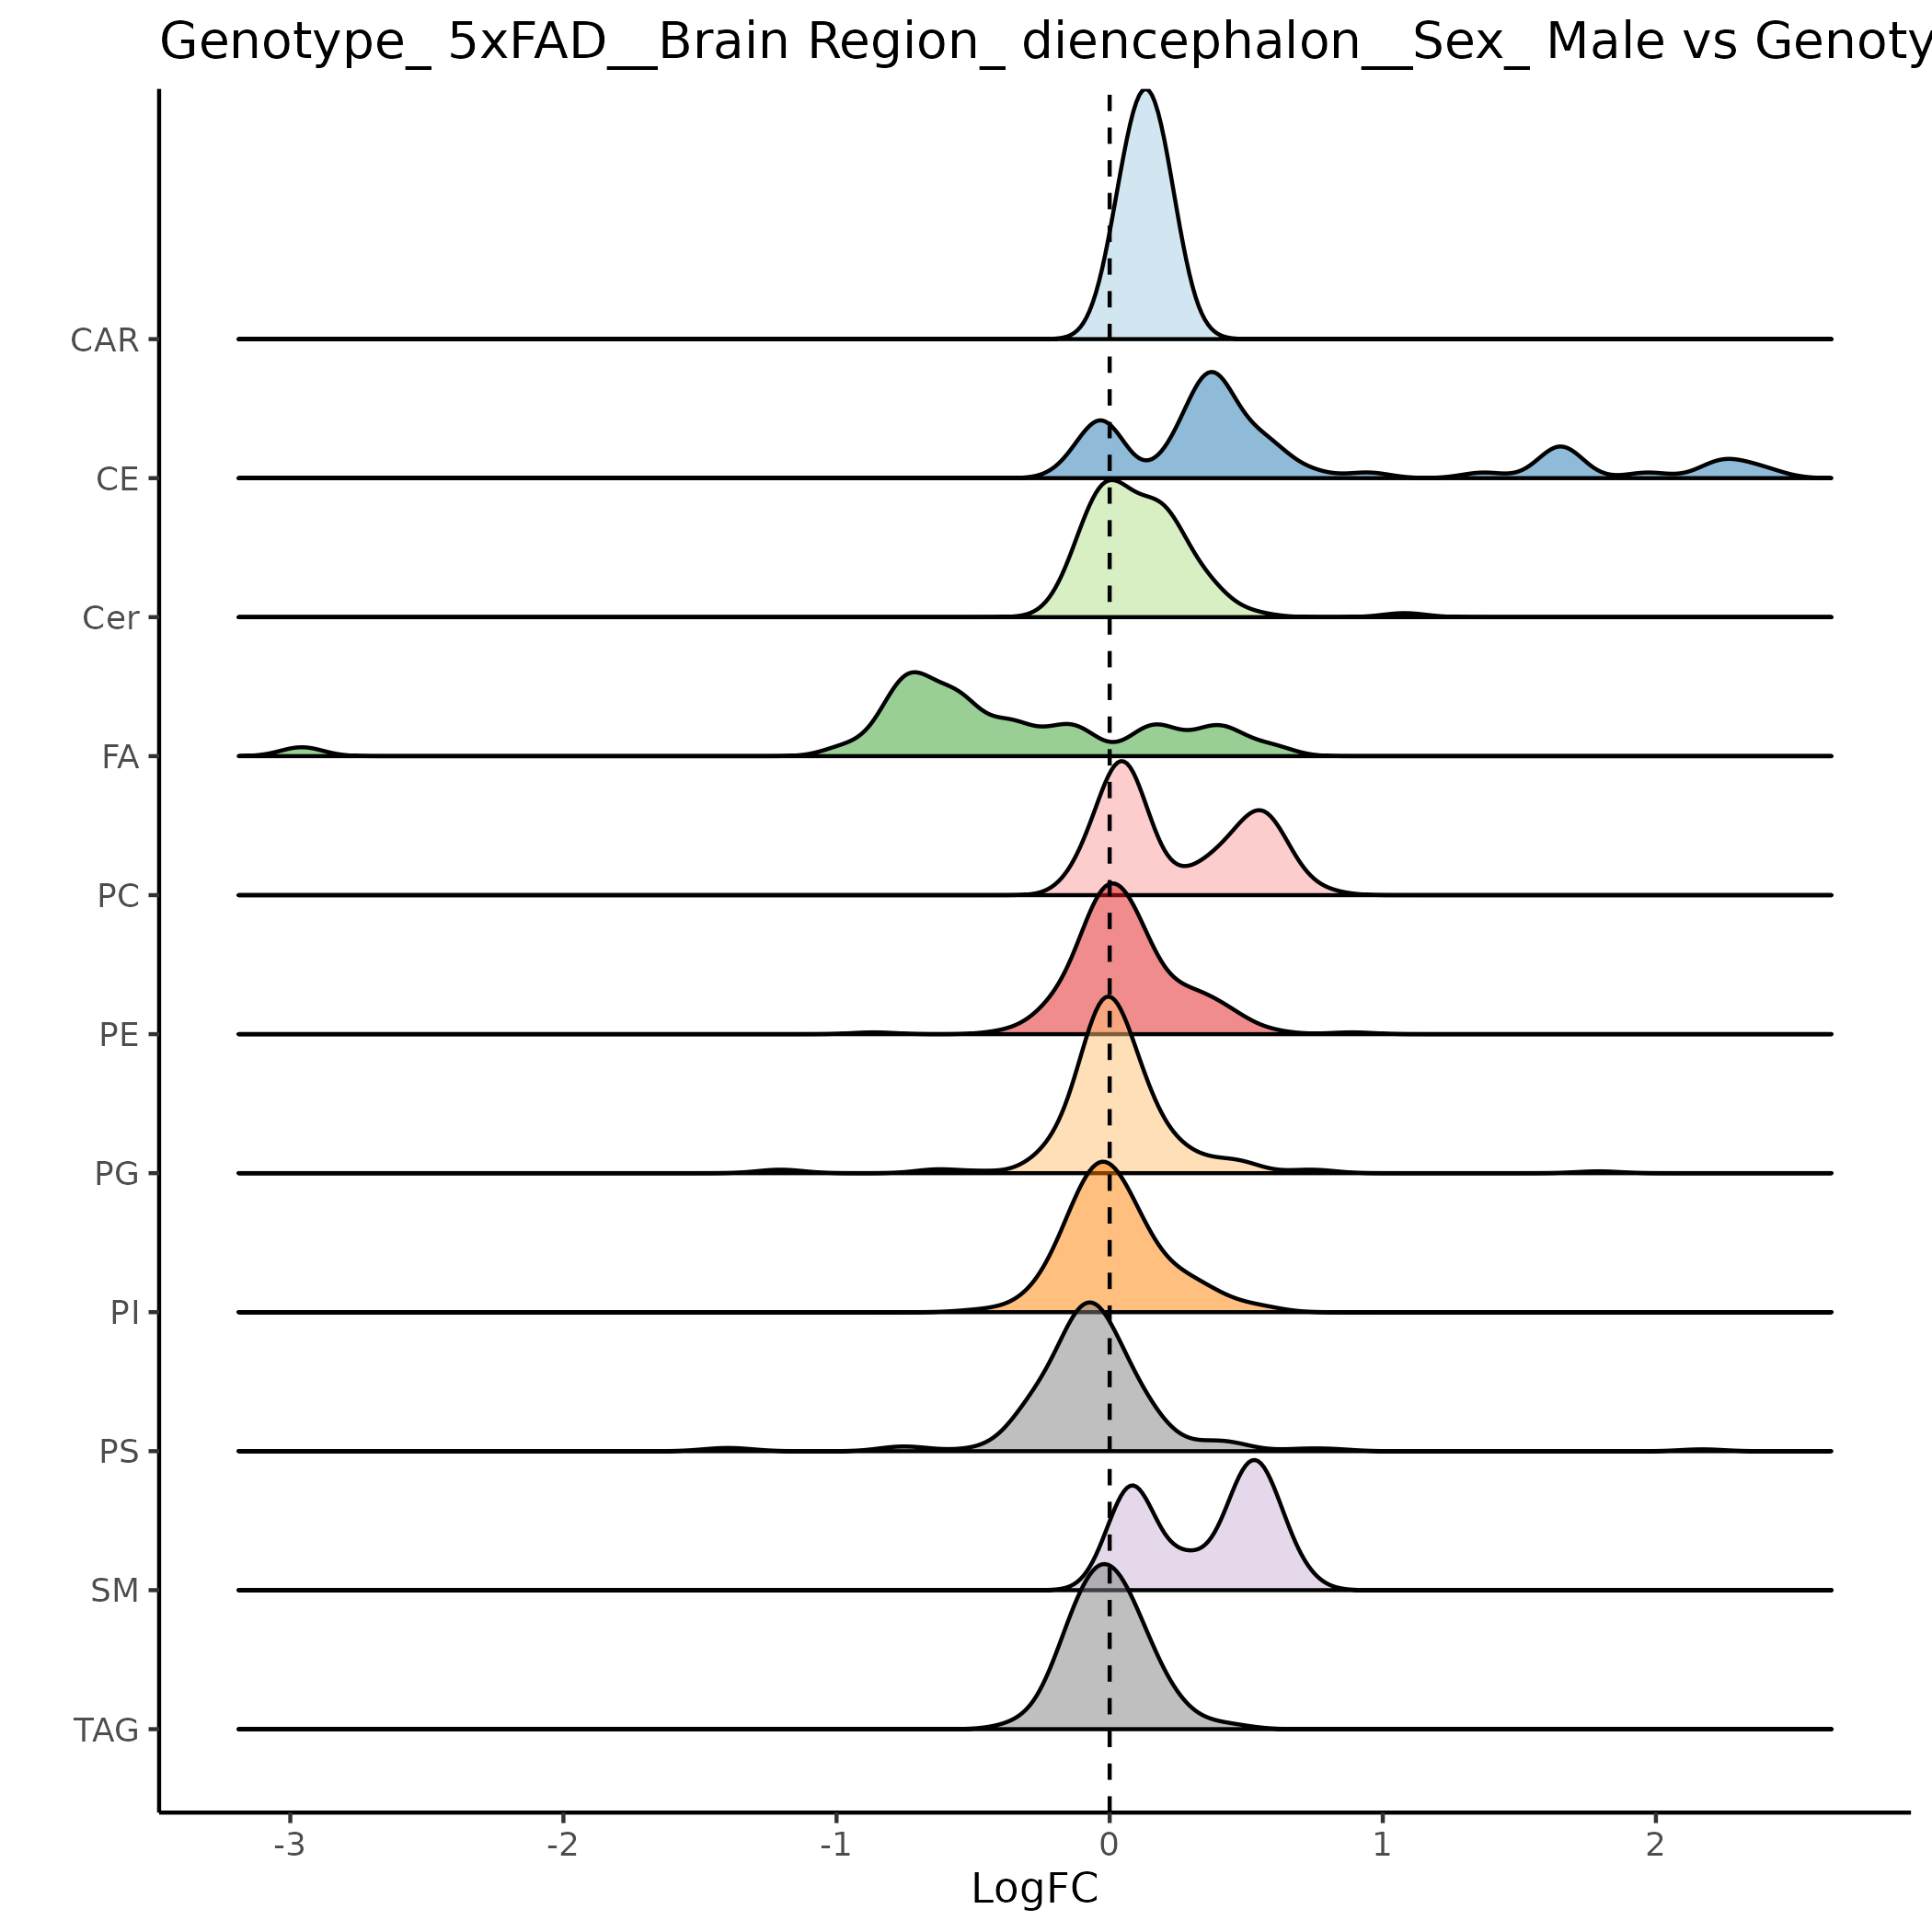 Genotype_ 5xFAD__Brain Region_ diencephalon__Sex_ Male vs Genoty
CAR
CE
Cer
FA
PC
PE
PG
PI
PS
SM
TAG
-3 -2 -1 0 1 2
LogFC